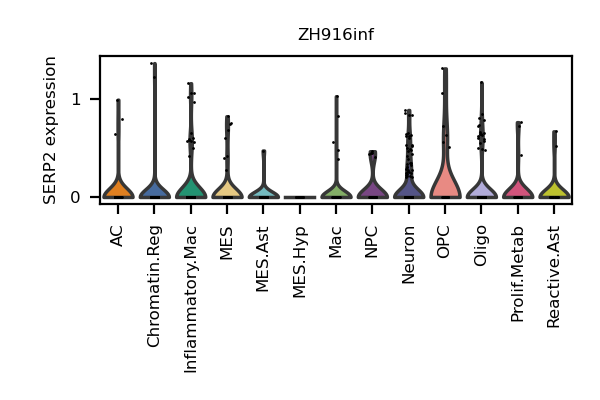 ZH916inf
SERP2 expression
1
0
AC
Chromatin.Reg
Inflammatory.Mac
MES
MES.Ast
MES.Hyp
Mac
NPC
Neuron
OPC
Oligo
Prolif.Metab
Reactive.Ast